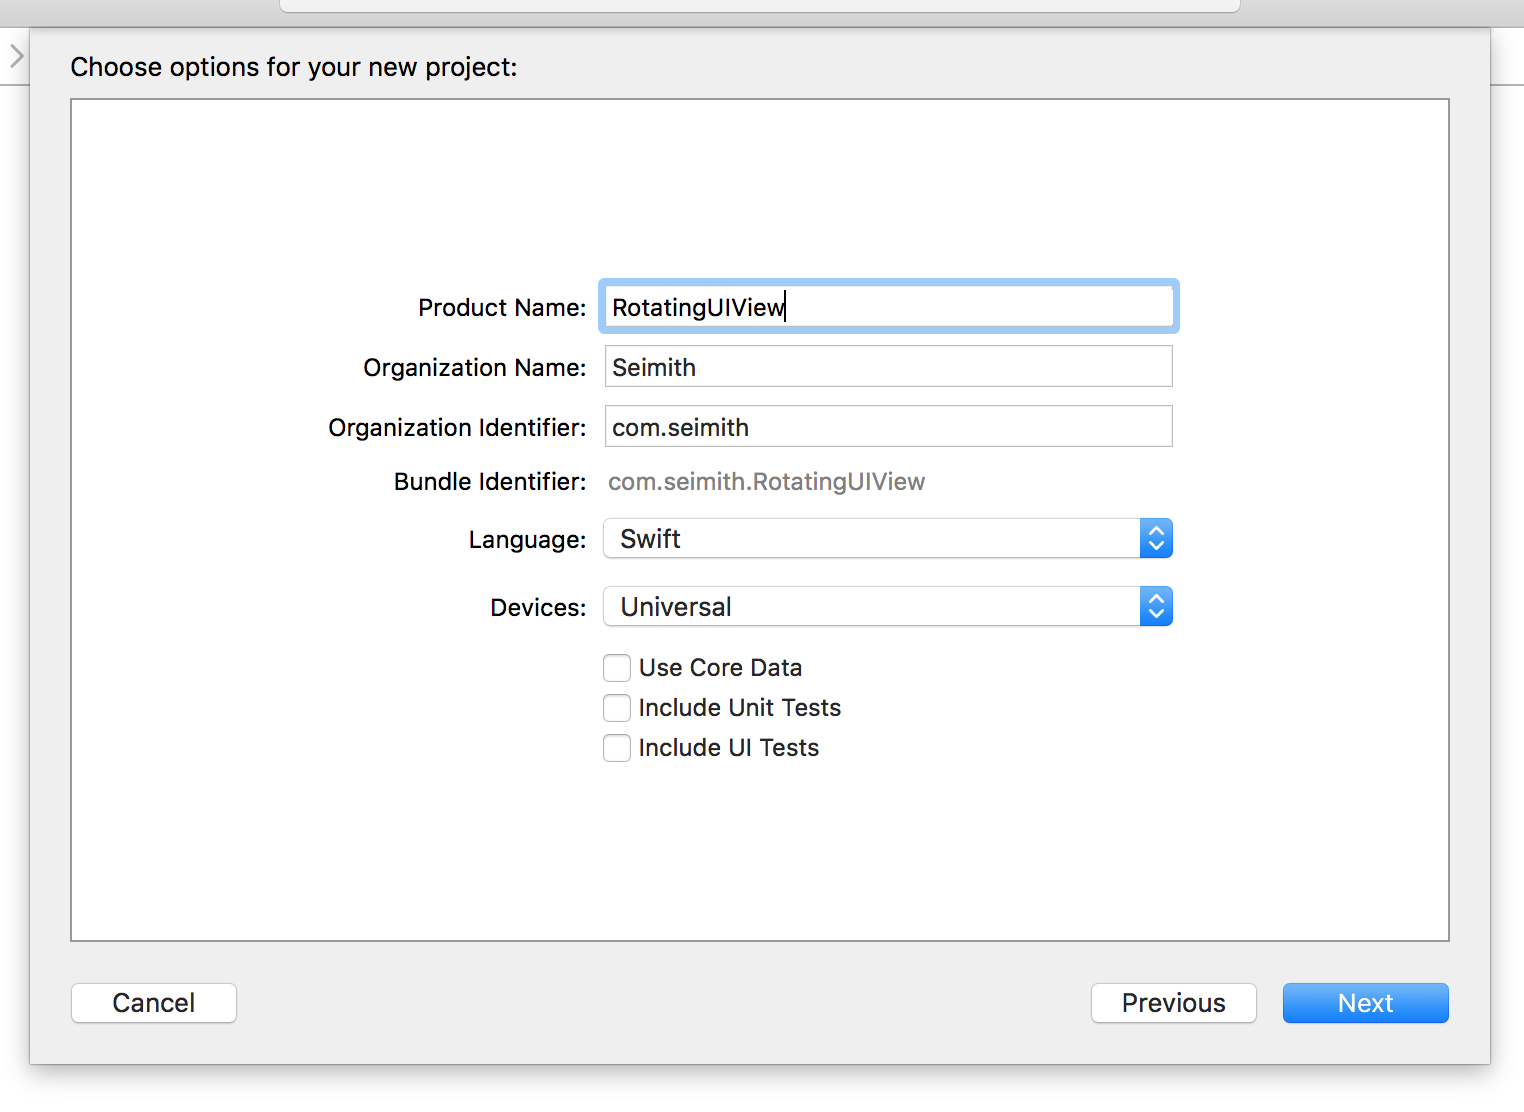 Choose options for your new project:
Product Name: RotatingUIView
Organization Name: Seimith
Organization Identifier: com.seimith
Bundle Identifier: com.seimith.RotatingUIView
Language: Swift
Devices: Universal
Use Core Data
Include Unit Tests
Include UI Tests
Cancel Previous Next